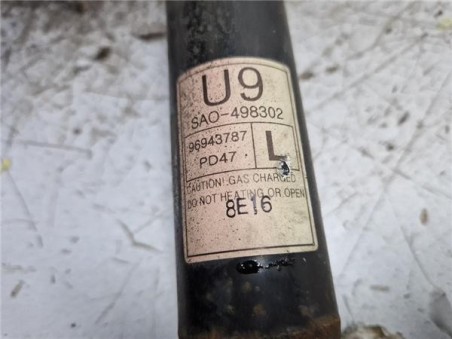 U9
SAO-498302
96943787 L
PD47
CAUTION! GAS CHARGED
DO NOT HEATING OR OPEN
8E16